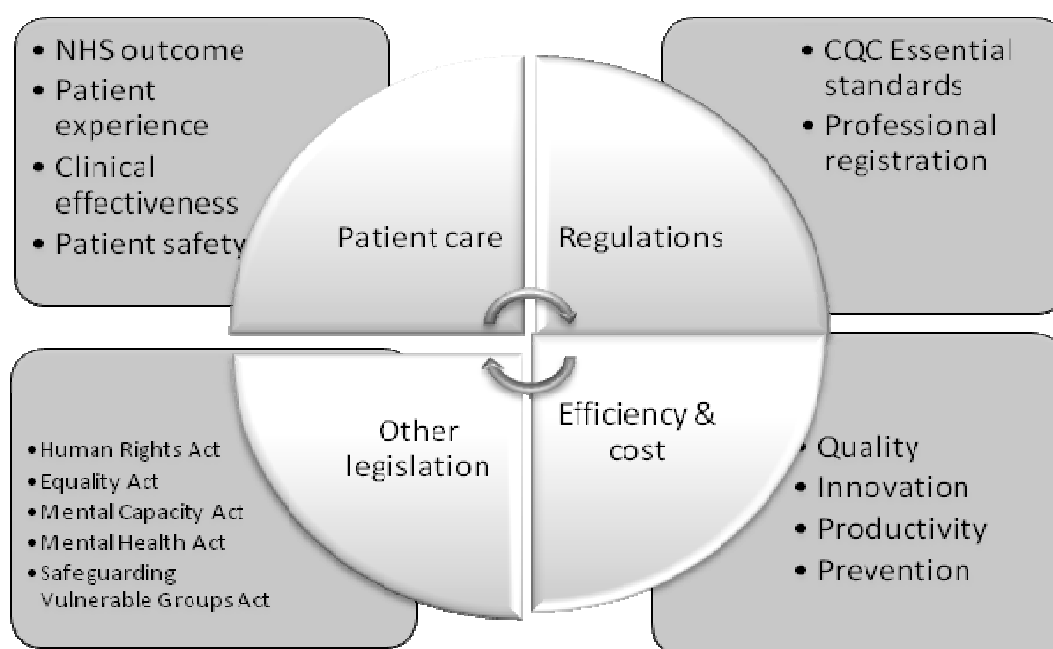 • NHS outcome
• Patient
experience
• Clinical
effectiveness
• Patient safety
• CQC Essential
standards
• Professional
registration
Patient care
Regulations
Other
legislation
Efficiency &
cost
• Human Rights Act
• Equality Act
• Mental Capacity Act
• Mental Health Act
• Safeguarding
Vulnerable Groups Act
• Quality
• Innovation
• Productivity
• Prevention